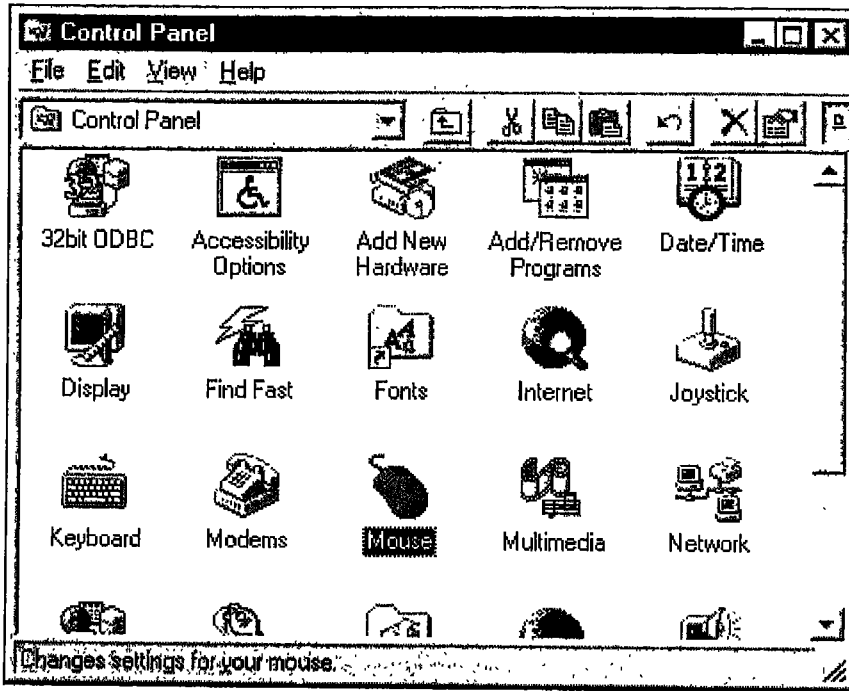 Control Panel
File Edit View Help
Control Panel
32bit ODBC
Accessibility
Options
Add New
Hardware
Add/Remove
Programs
Date/Time
Display
Find Fast
Fonts
Internet
Joystick
Keyboard
Modems
Mouse
Multimedia
Network
Changes settings for your mouse.